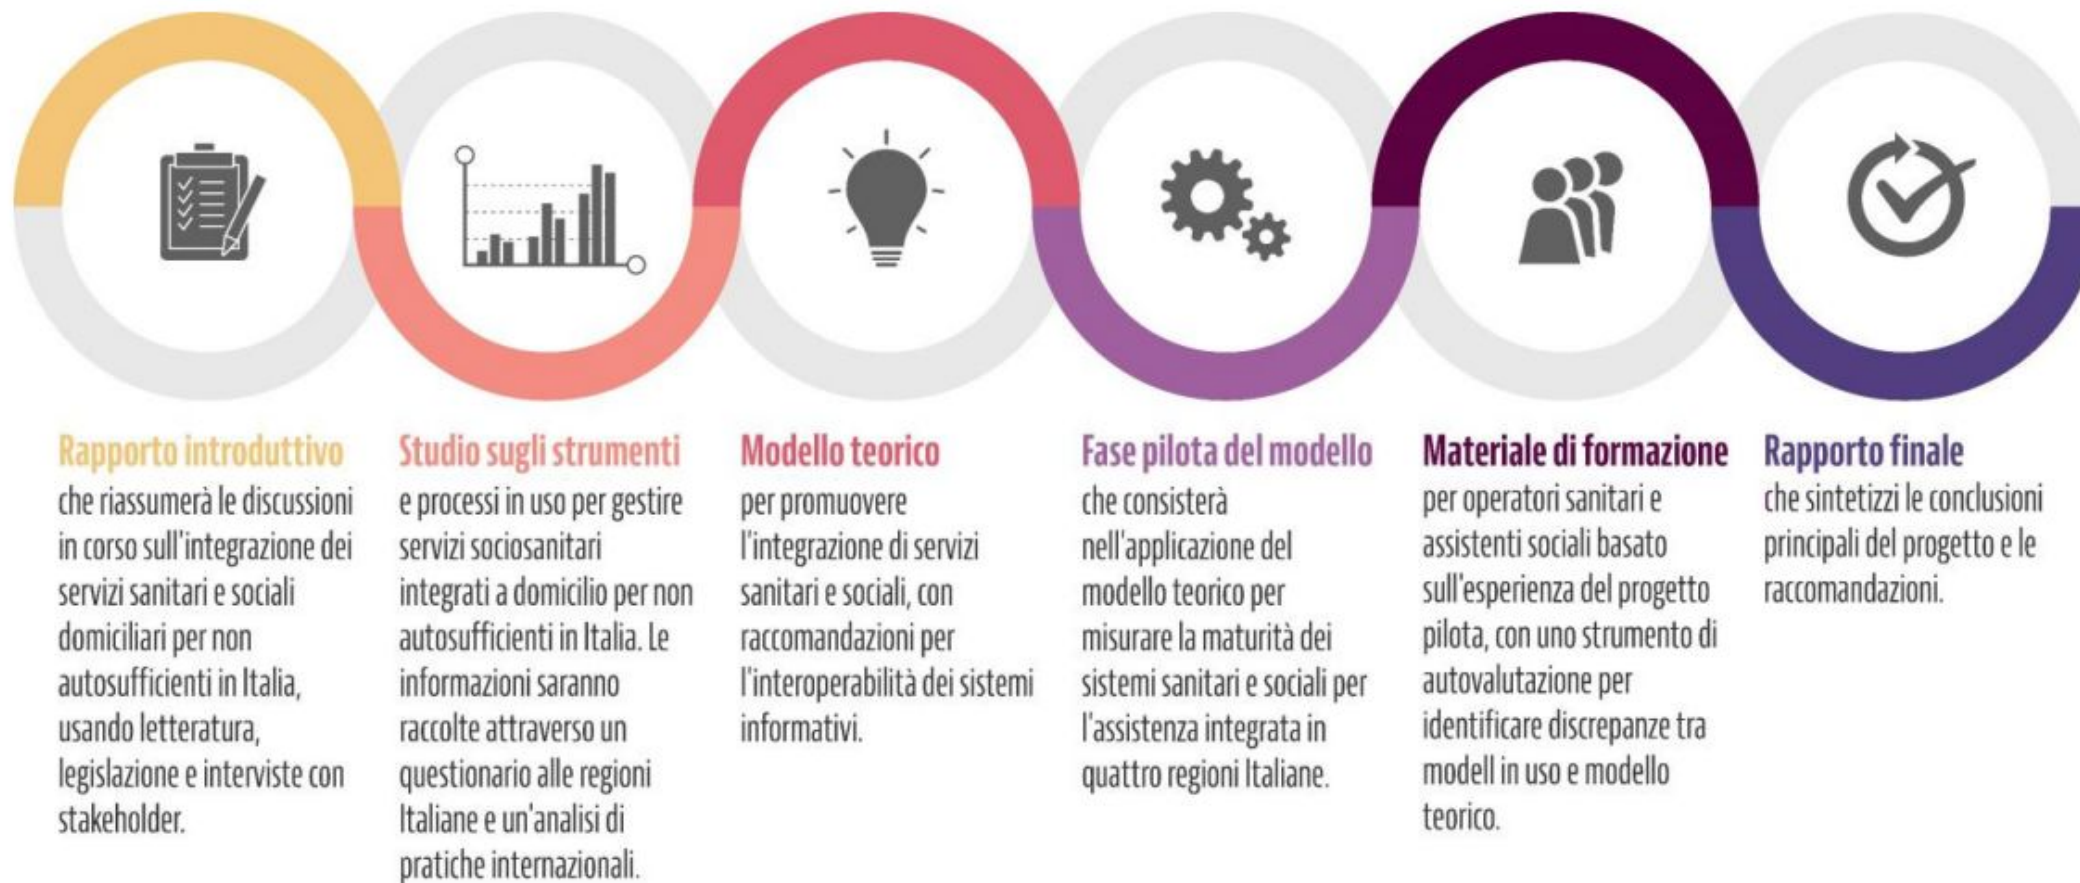 Rapporto introduttivo
che riassumerà le discussioni
in corso sull'integrazione dei
servizi sanitari e sociali
domiciliari per non
autosufficienti in Italia,
usando letteratura,
legislazione e interviste con
stakeholder.
Studio sugli strumenti
e processi in uso per gestire
servizi sociosanitari
integrati a domicilio per non
autosufficienti in Italia. Le
informazioni saranno
raccolte attraverso un
questionario alle regioni
Italiane e un'analisi di
pratiche internazionali.
Modello teorico
per promuovere
l'integrazione di servizi
sanitari e sociali, con
raccomandazioni per
l'interoperabilità dei sistemi
informativi.
Fase pilota del modello
che consisterà
nell'applicazione del
modello teorico per
misurare la maturità dei
sistemi sanitari e sociali per
l'assistenza integrata in
quattro regioni Italiane.
Materiale di formazione
per operatori sanitari e
assistenti sociali basato
sull'esperienza del progetto
pilota, con uno strumento di
autovalutazione per
identificare discrepanze tra
modell in uso e modello
teorico.
Rapporto finale
che sintetizzi le conclusioni
principali del progetto e le
raccomandazioni.